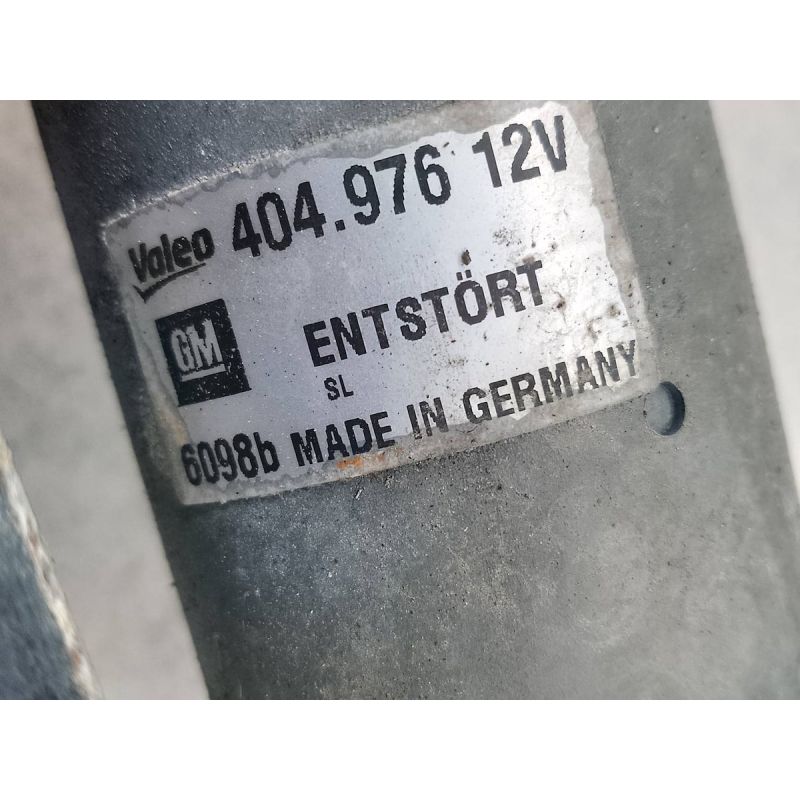 Valeo 404.976 12V
GM ENTSTÖRT
SL
6098b MADE IN GERMANY